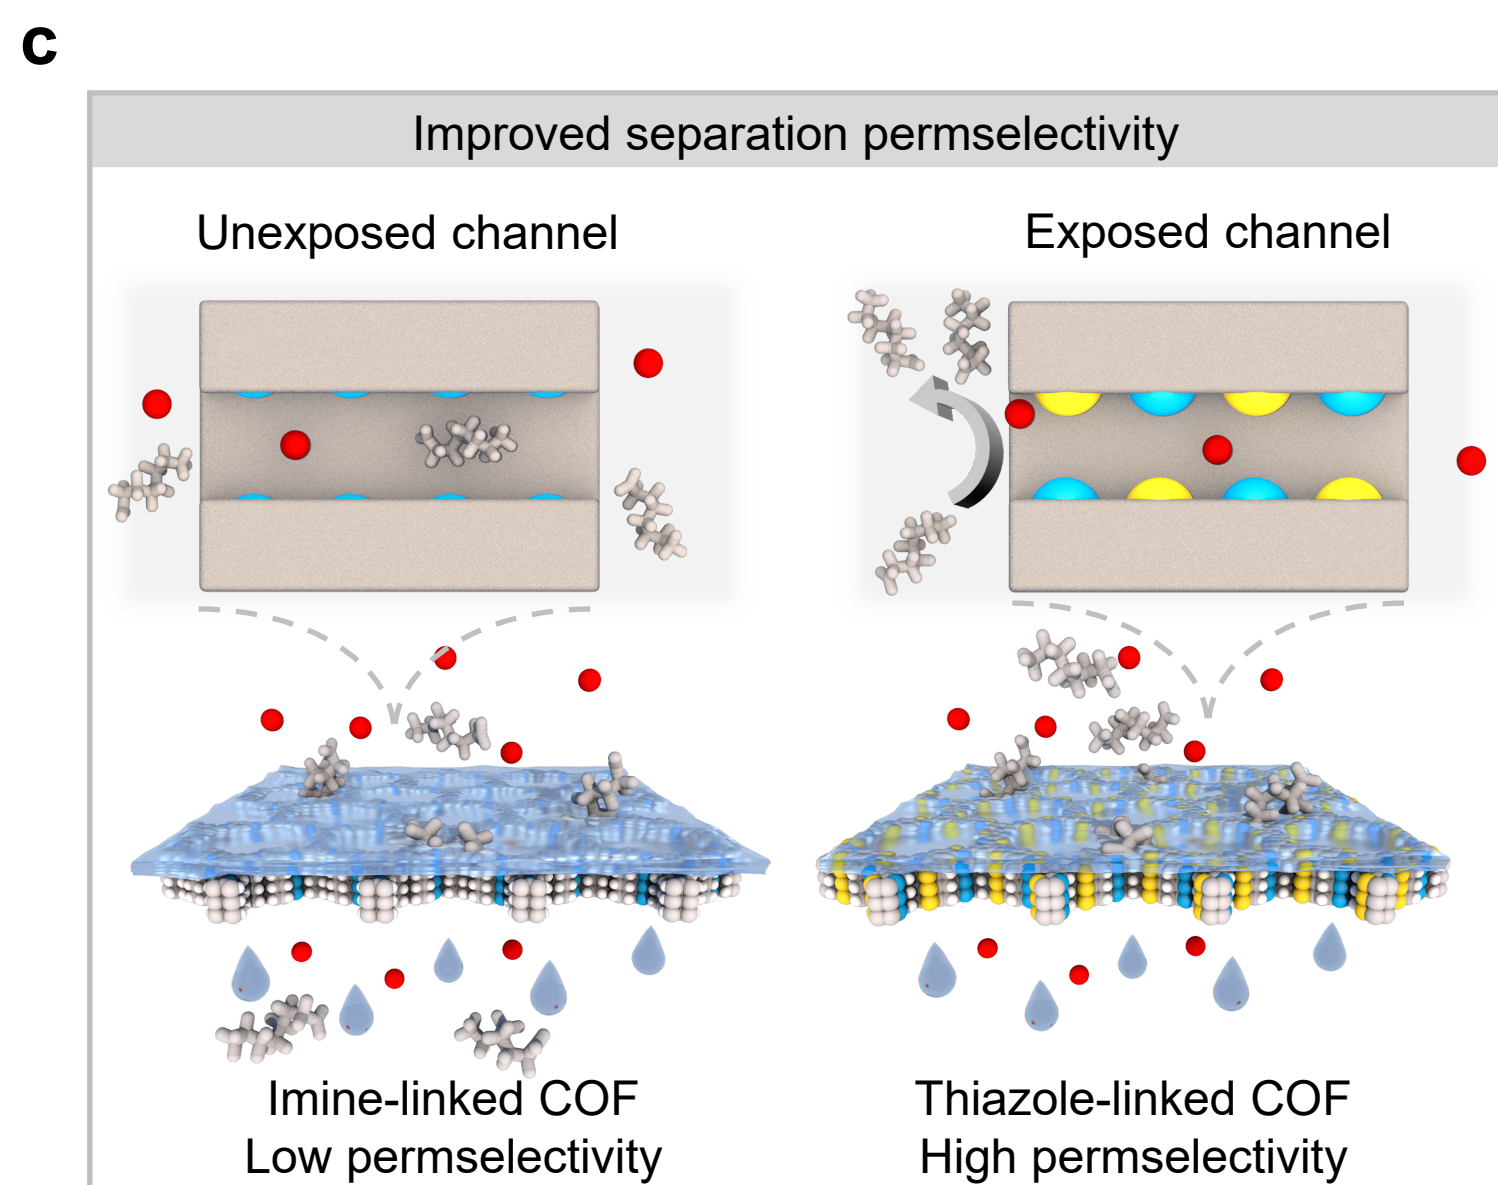 c
Improved separation permselectivity
Unexposed channel
Exposed channel
Imine-linked COF
Low permselectivity
Thiazole-linked COF
High permselectivity